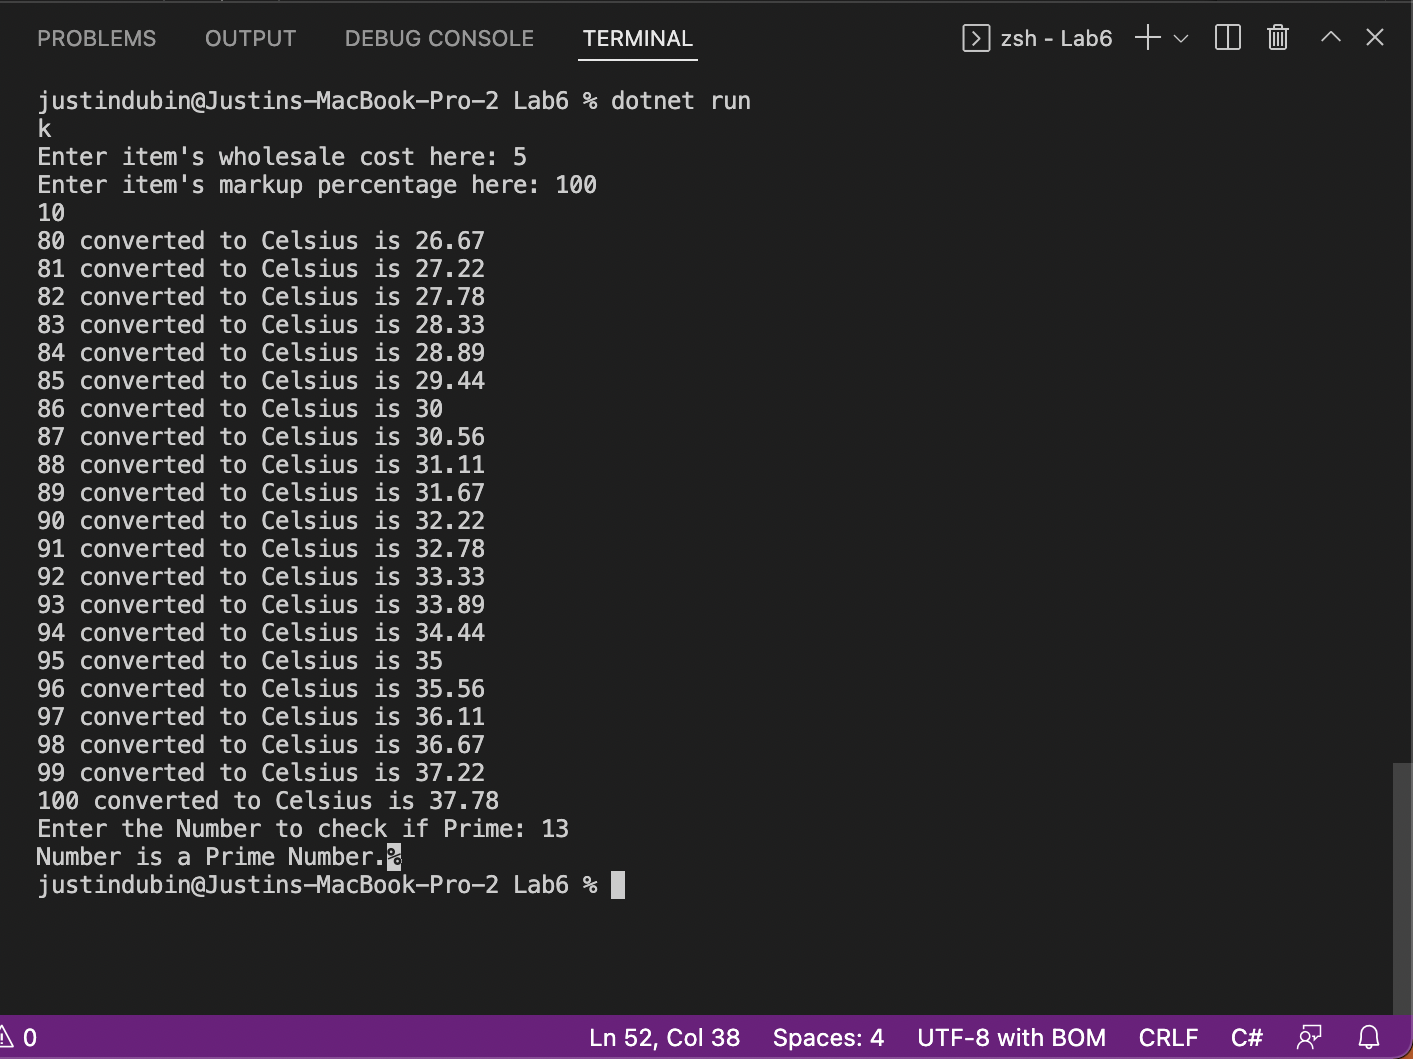 PROBLEMS OUTPUT DEBUG CONSOLE TERMINAL zsh - Lab6
justindubin@Justins-MacBook-Pro-2 Lab6 % dotnet run
k
Enter item's wholesale cost here: 5
Enter item's markup percentage here: 100
10
80 converted to Celsius is 26.67
81 converted to Celsius is 27.22
82 converted to Celsius is 27.78
83 converted to Celsius is 28.33
84 converted to Celsius is 28.89
85 converted to Celsius is 29.44
86 converted to Celsius is 30
87 converted to Celsius is 30.56
88 converted to Celsius is 31.11
89 converted to Celsius is 31.67
90 converted to Celsius is 32.22
91 converted to Celsius is 32.78
92 converted to Celsius is 33.33
93 converted to Celsius is 33.89
94 converted to Celsius is 34.44
95 converted to Celsius is 35
96 converted to Celsius is 35.56
97 converted to Celsius is 36.11
98 converted to Celsius is 36.67
99 converted to Celsius is 37.22
100 converted to Celsius is 37.78
Enter the Number to check if Prime: 13
Number is a Prime Number.%
justindubin@Justins-MacBook-Pro-2 Lab6 %
0 Ln 52, Col 38 Spaces: 4 UTF-8 with BOM CRLF C#